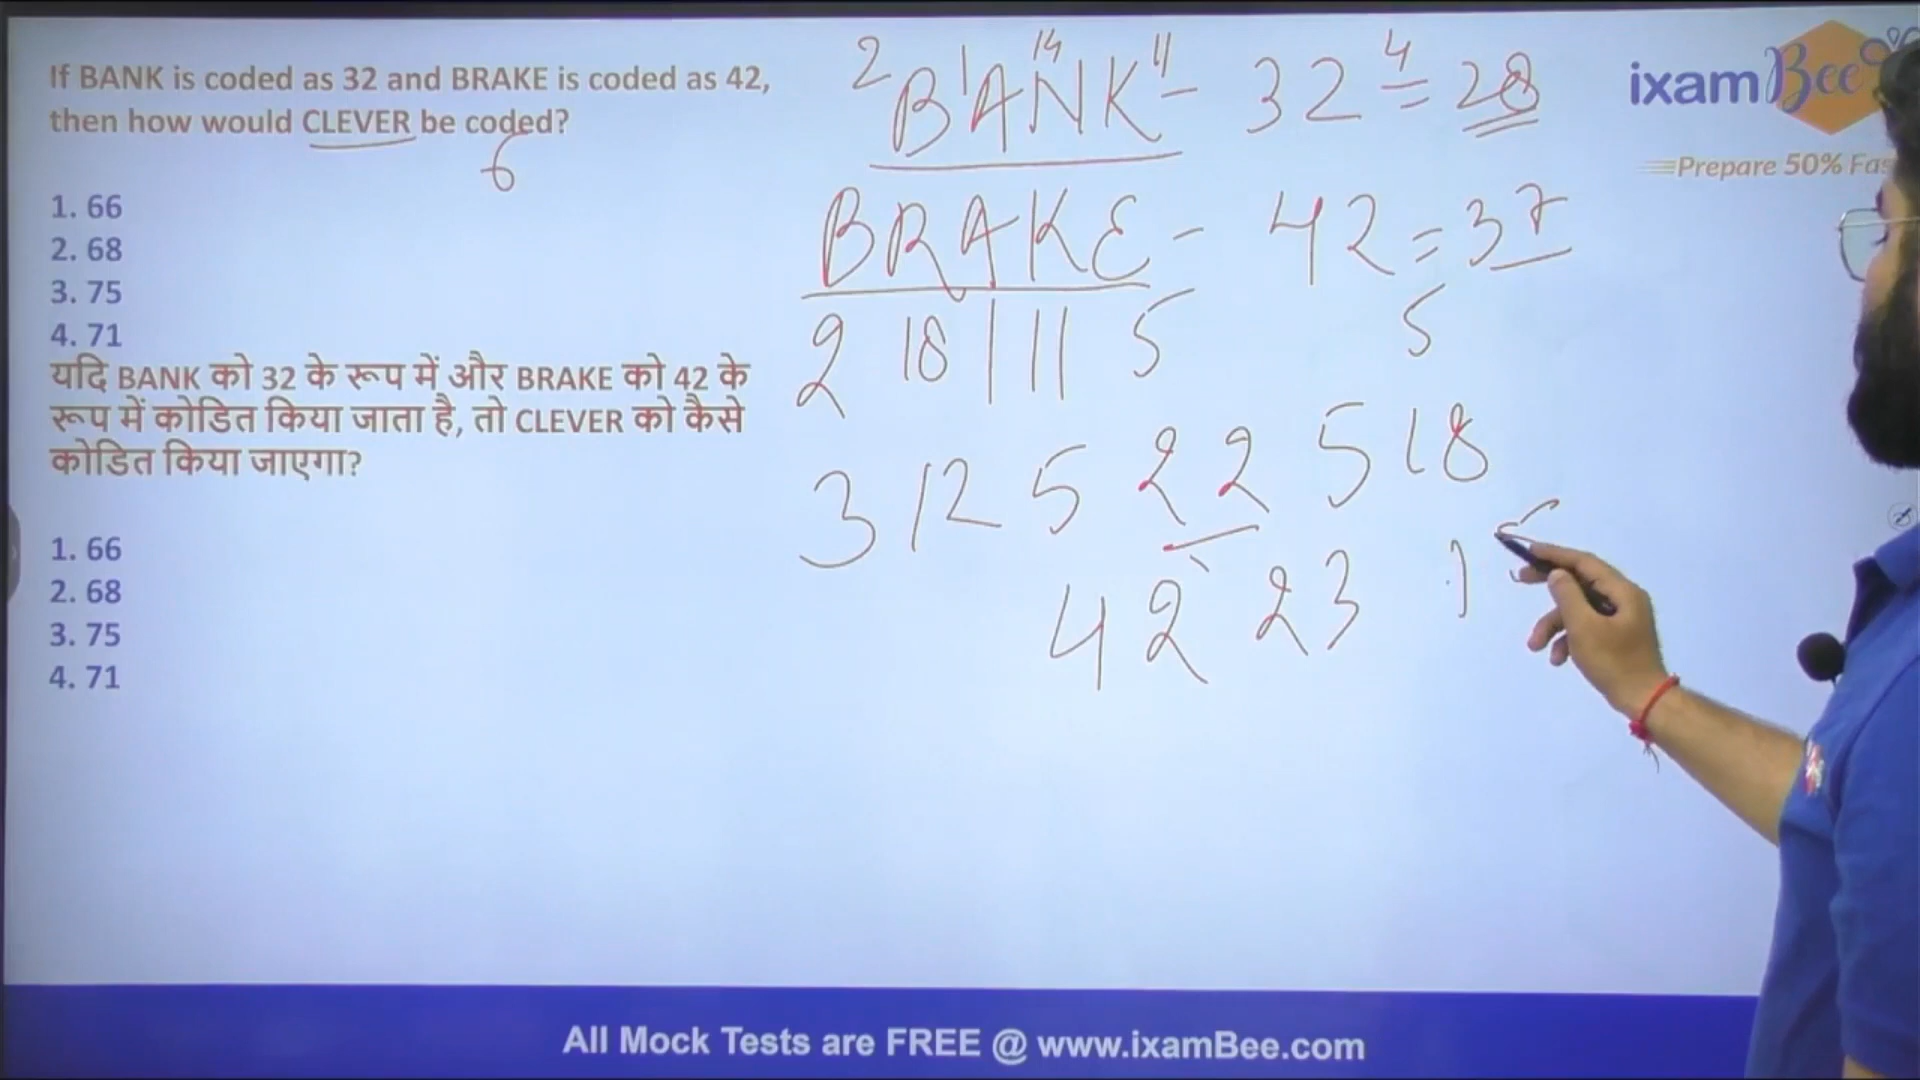 If BANK is coded as 32 and BRAKE is coded as 42,
then how would CLEVER be coded?
6
1. 66
2. 68
3. 75
4. 71
यदि BANK को 32 के रूप में और BRAKE को 42 के
रूप में कोडित किया जाता है, तो CLEVER को कैसे
कोडित किया जाएगा?
1. 66
2. 68
3. 75
4. 71
2 1 14 11 4
BANK - 32 = 28
BRAKE - 42 = 37
2 18 1 11 5 5
3 12 5 22 5 18
42 23 1
ixamBee
Prepare 50% Fas
All Mock Tests are FREE @ www.ixamBee.com